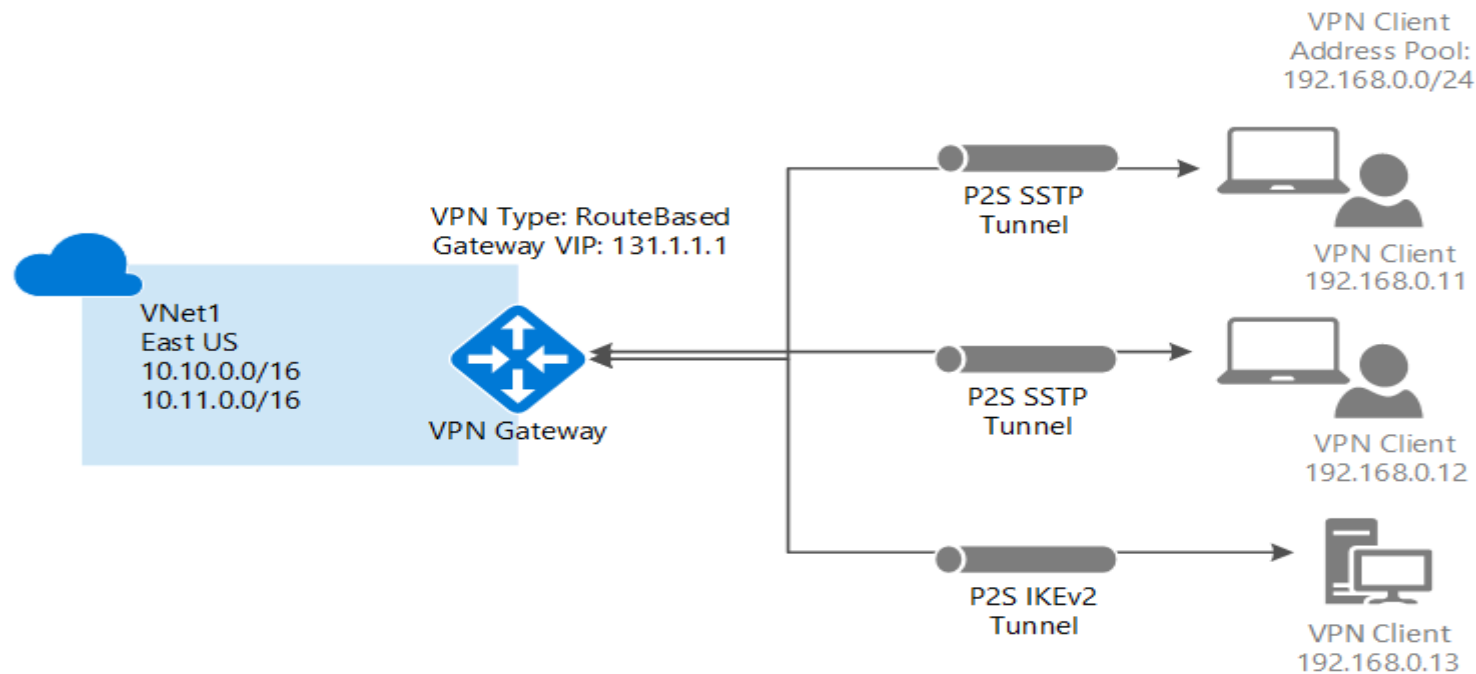 VPN Client
Address Pool:
192.168.0.0/24
P2S SSTP
Tunnel
VPN Type: RouteBased
Gateway VIP: 131.1.1.1
VPN Client
192.168.0.11
VNet1
East US
10.10.0.0/16
10.11.0.0/16
VPN Gateway
P2S SSTP
Tunnel
VPN Client
192.168.0.12
P2S IKEv2
Tunnel
VPN Client
192.168.0.13